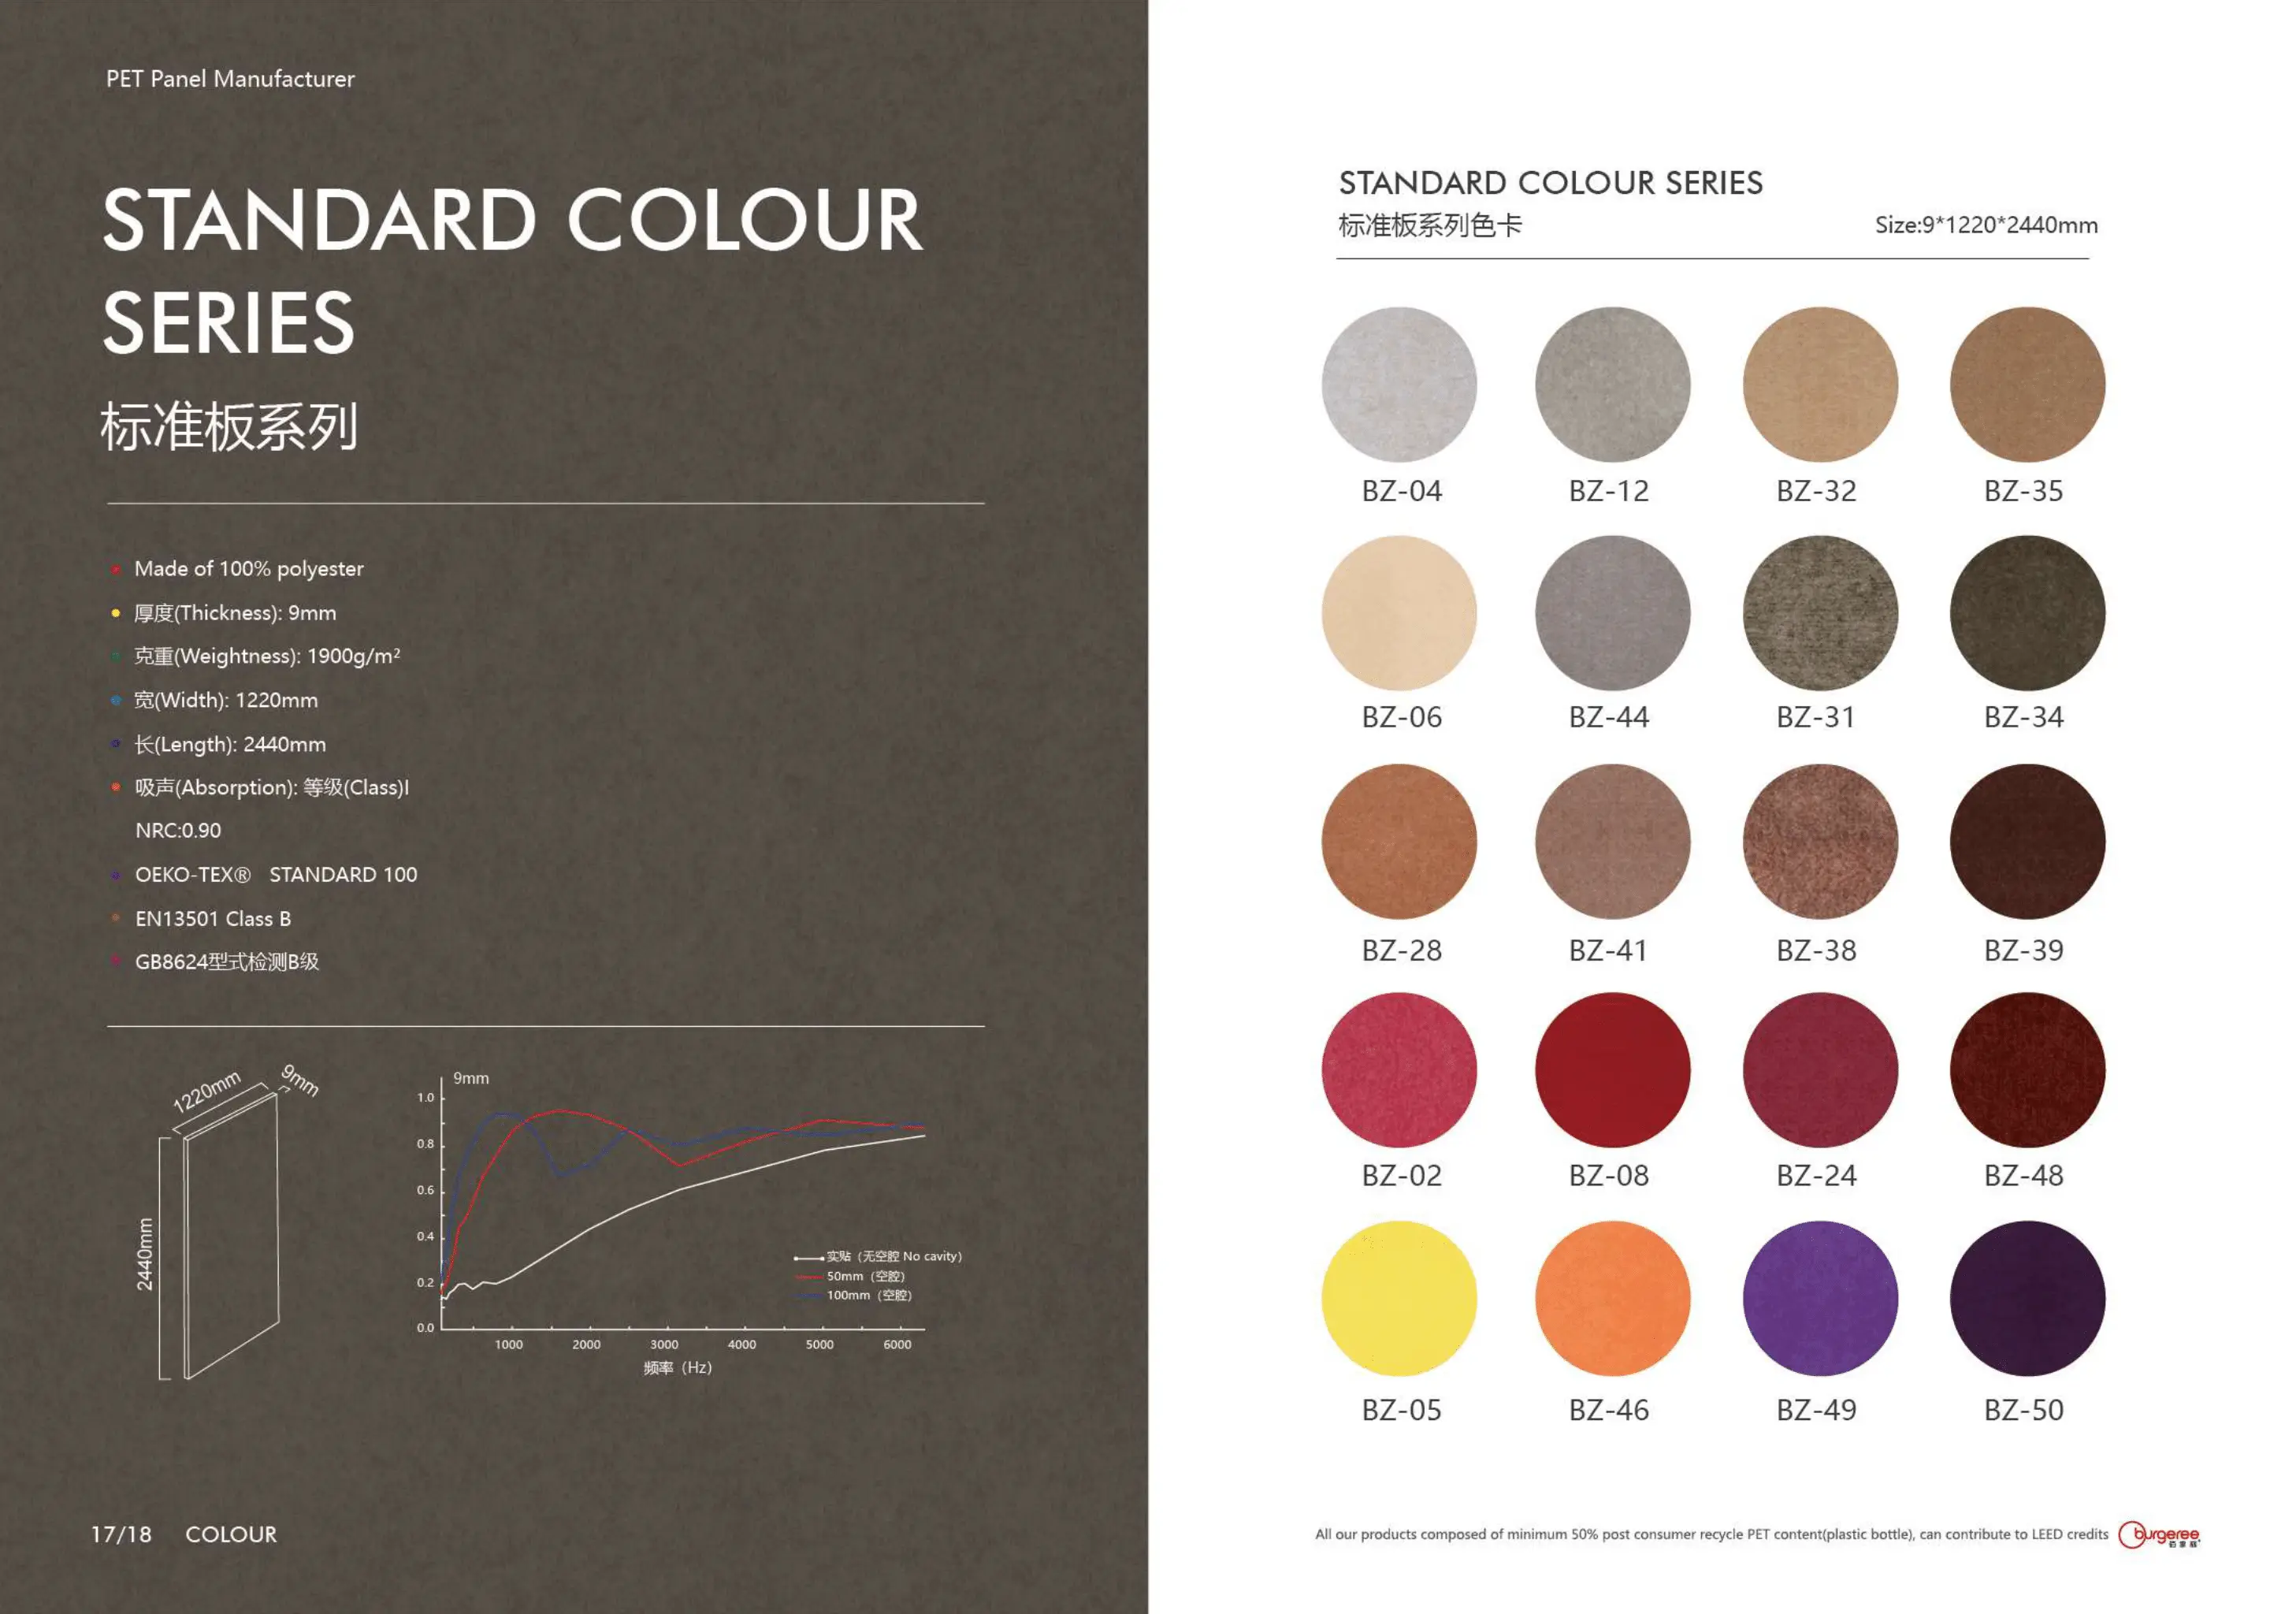 PET Panel Manufacturer
STANDARD COLOUR
SERIES
标准板系列
Made of 100% polyester
厚度(Thickness): 9mm
克重(Weightness): 1900g/m²
宽(Width): 1220mm
长(Length): 2440mm
吸声(Absorption): 等级(Class)I
NRC:0.90
OEKO-TEX® STANDARD 100
EN13501 Class B
GB8624型式检测B级
1220mm
9mm
2440mm
9mm
1.0
0.8
0.6
0.4
0.2
0.0
实贴（无空腔 No cavity）
50mm（空腔）
100mm（空腔）
1000 2000 3000 4000 5000 6000
频率（Hz）
17/18 COLOUR
STANDARD COLOUR SERIES
标准板系列色卡
Size:9*1220*2440mm
BZ-04 BZ-12 BZ-32 BZ-35
BZ-06 BZ-44 BZ-31 BZ-34
BZ-28 BZ-41 BZ-38 BZ-39
BZ-02 BZ-08 BZ-24 BZ-48
BZ-05 BZ-46 BZ-49 BZ-50
All our products composed of minimum 50% post consumer recycle PET content(plastic bottle), can contribute to LEED credits
burgeree